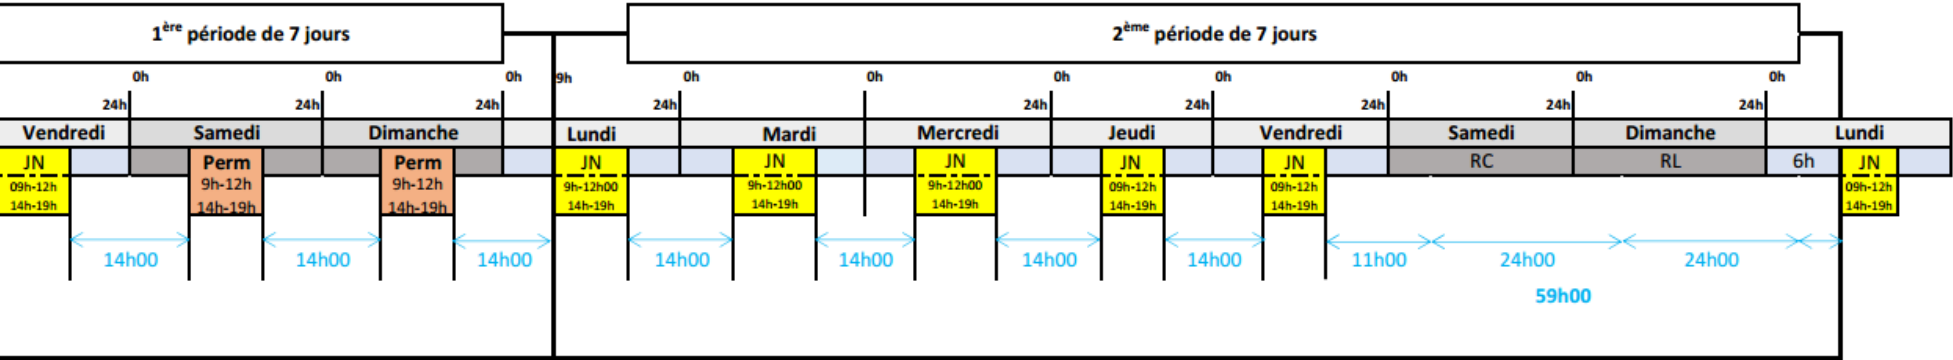 1ère période de 7 jours
2ème période de 7 jours
0h 0h 0h 9h 0h 0h 0h 0h 0h 0h 0h
24h 24h 24h 24h 24h 24h 24h 24h 24h
Vendredi Samedi Dimanche Lundi Mardi Mercredi Jeudi Vendredi Samedi Dimanche Lundi
JN Perm Perm JN JN JN JN JN RC RL 6h JN
09h-12h 9h-12h 9h-12h 9h-12h00 9h-12h00 9h-12h00 09h-12h 09h-12h 09h-12h
14h-19h 14h-19h 14h-19h 14h-19h 14h-19h 14h-19h 14h-19h 14h-19h 14h-19h
14h00 14h00 14h00 14h00 14h00 14h00 14h00 11h00 24h00 24h00
59h00